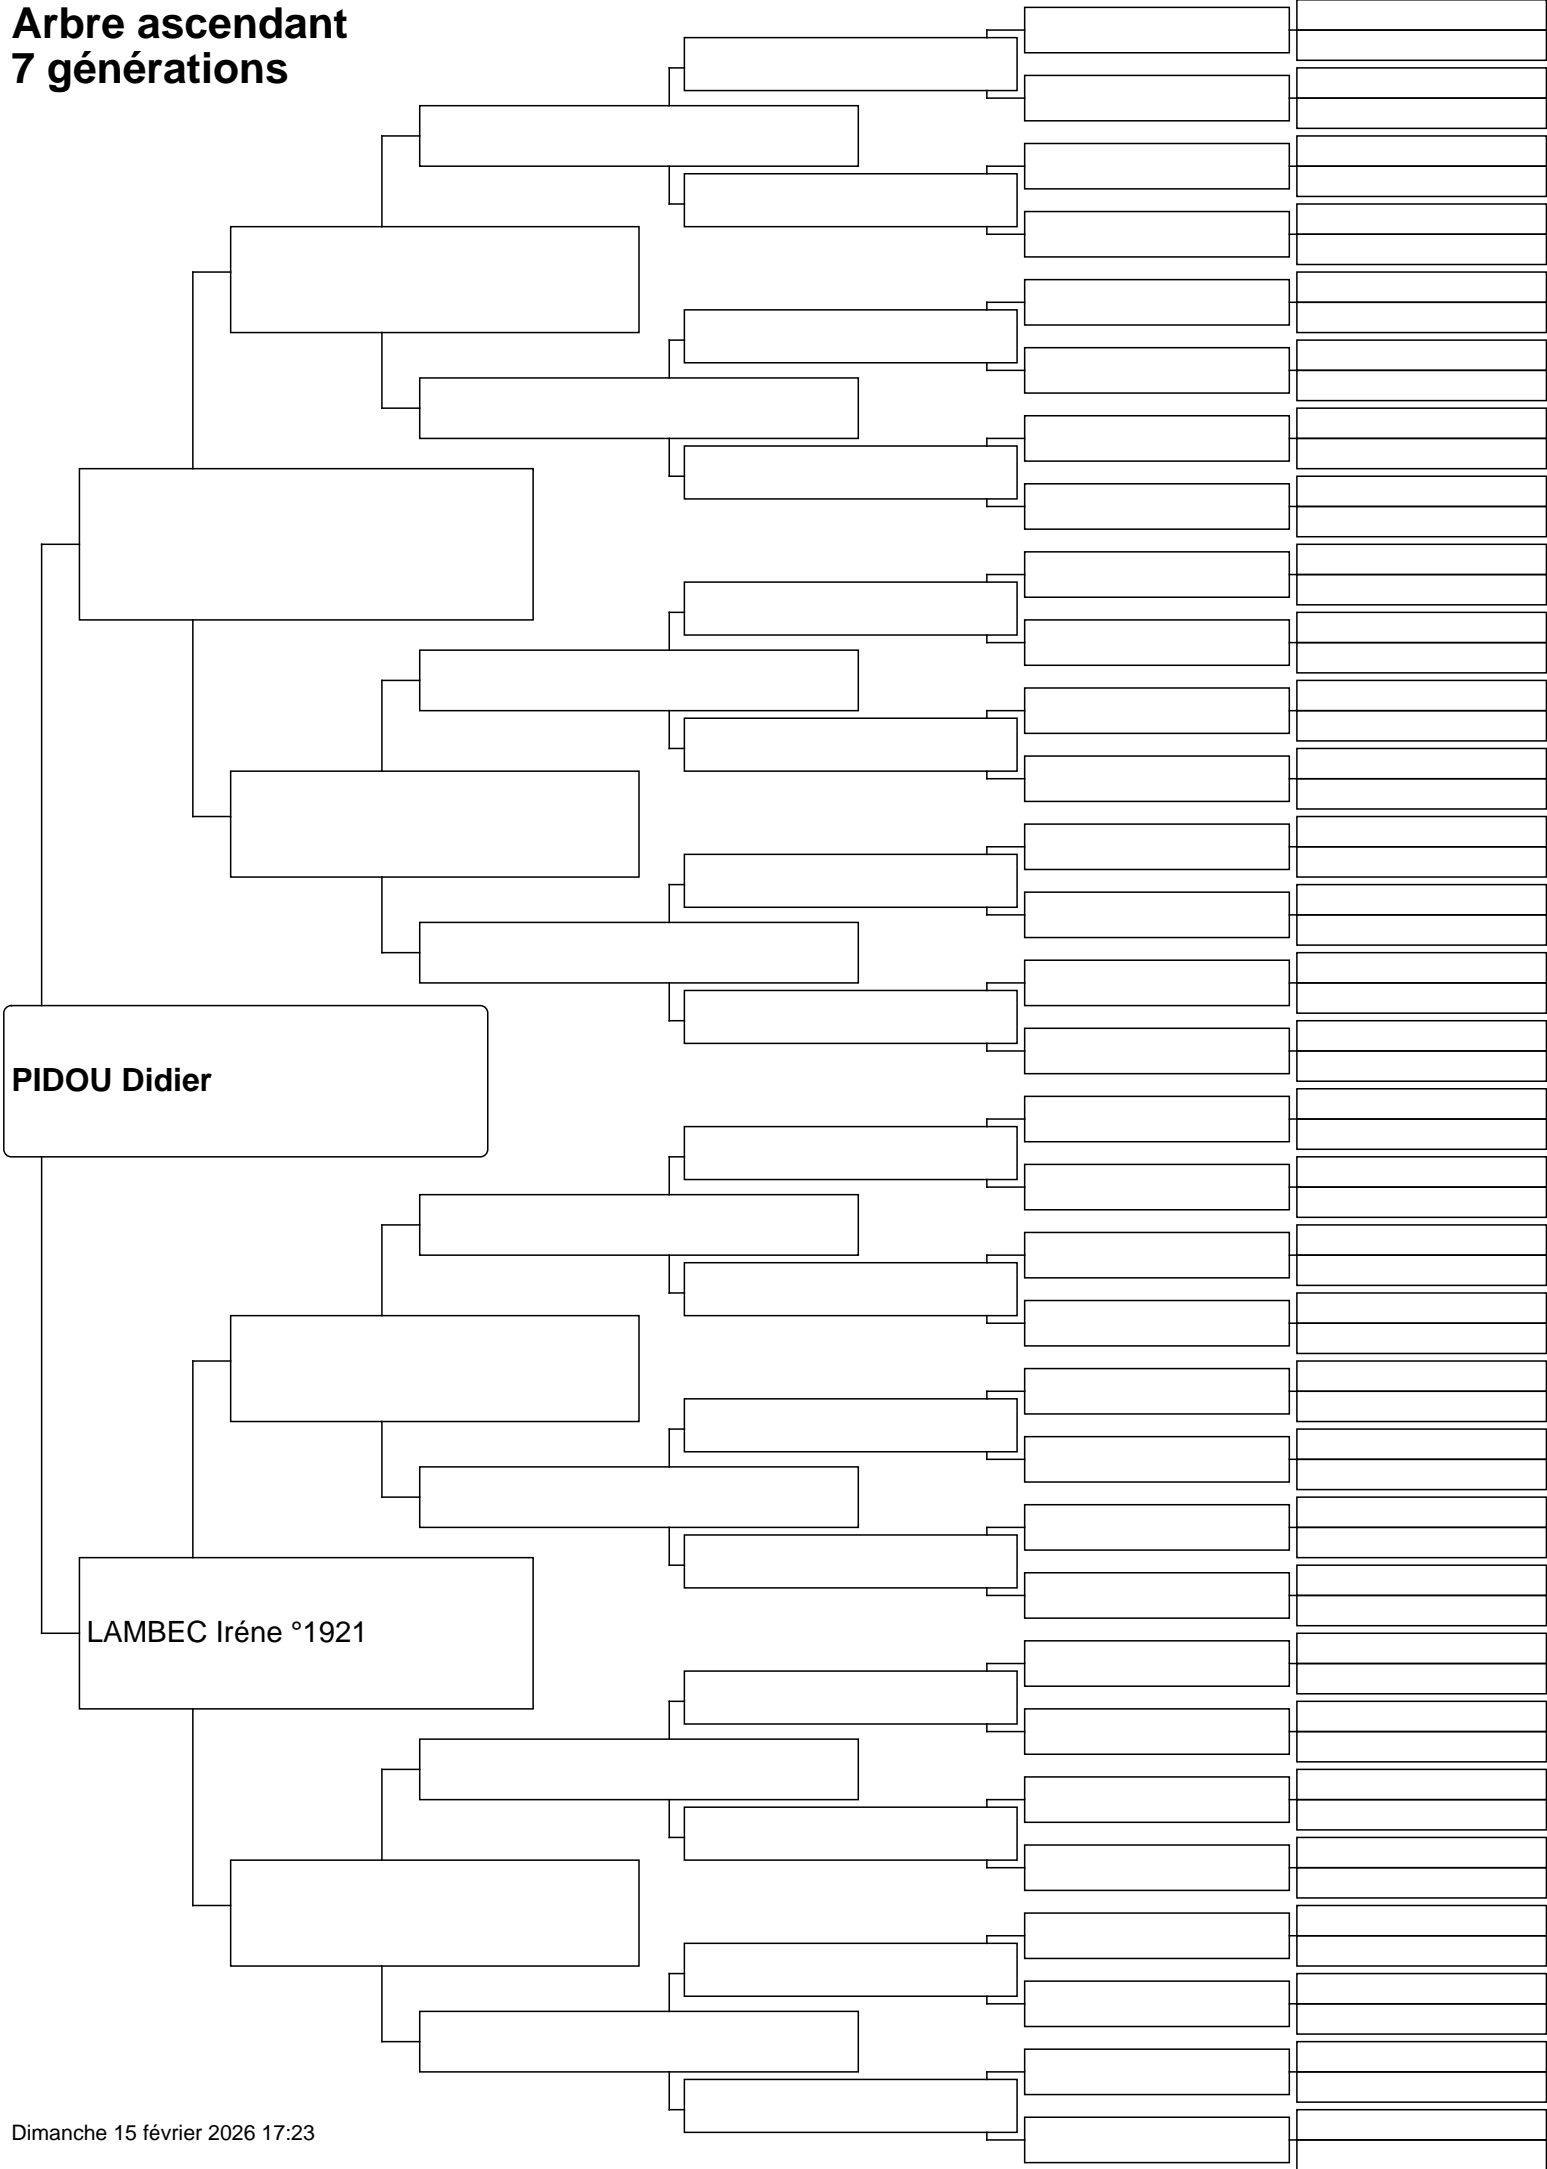 Arbre ascendant
7 générations
PIDOU Didier
LAMBEC Iréne °1921
Dimanche 15 février 2026 17:23